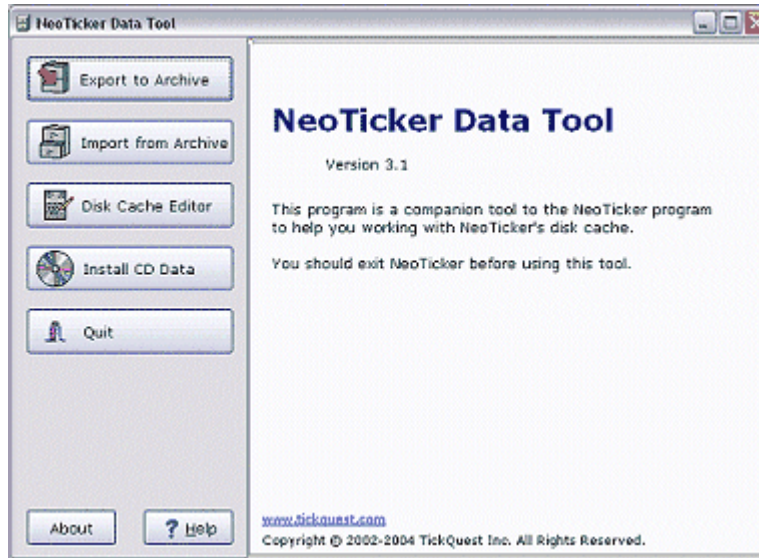 NeoTicker Data Tool
Export to Archive
Import from Archive
Disk Cache Editor
Install CD Data
Quit
About
? Help
NeoTicker Data Tool
Version 3.1
This program is a companion tool to the NeoTicker program
to help you working with NeoTicker's disk cache.
You should exit NeoTicker before using this tool.
www.tickquest.com
Copyright © 2002-2004 TickQuest Inc. All Rights Reserved.